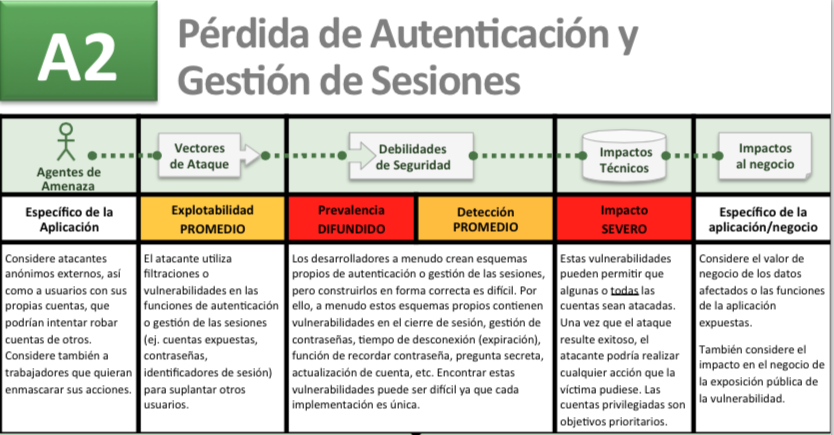 A2
Pérdida de Autenticación y
Gestión de Sesiones
Agentes de
Amenaza
Vectores
de Ataque
Debilidades
de Seguridad
Impactos
Técnicos
Impactos
al negocio
Específico de la
Aplicación
Explotabilidad
PROMEDIO
Prevalencia
DIFUNDIDO
Detección
PROMEDIO
Impacto
SEVERO
Específico de la
aplicación/negocio
Considere atacantes
anónimos externos, así
como a usuarios con sus
propias cuentas, que
podrían intentar robar
cuentas de otros.
Considere también a
trabajadores que quieran
enmascarar sus acciones.
El atacante utiliza
filtraciones o
vulnerabilidades en las
funciones de autenticación
o gestión de las sesiones
(ej. cuentas expuestas,
contraseñas,
identificadores de sesión)
para suplantar otros
usuarios.
Los desarrolladores a menudo crean esquemas
propios de autenticación o gestión de las sesiones,
pero construirlos en forma correcta es difícil. Por
ello, a menudo estos esquemas propios contienen
vulnerabilidades en el cierre de sesión, gestión de
contraseñas, tiempo de desconexión (expiración),
función de recordar contraseña, pregunta secreta,
actualización de cuenta, etc. Encontrar estas
vulnerabilidades puede ser difícil ya que cada
implementación es única.
Estas vulnerabilidades
pueden permitir que
algunas o todas las
cuentas sean atacadas.
Una vez que el ataque
resulte exitoso, el
atacante podría realizar
cualquier acción que la
víctima pudiese. Las
cuentas privilegiadas son
objetivos prioritarios.
Considere el valor de
negocio de los datos
afectados o las funciones
de la aplicación
expuestas.
También considere el
impacto en el negocio de
la exposición pública de
la vulnerabilidad.